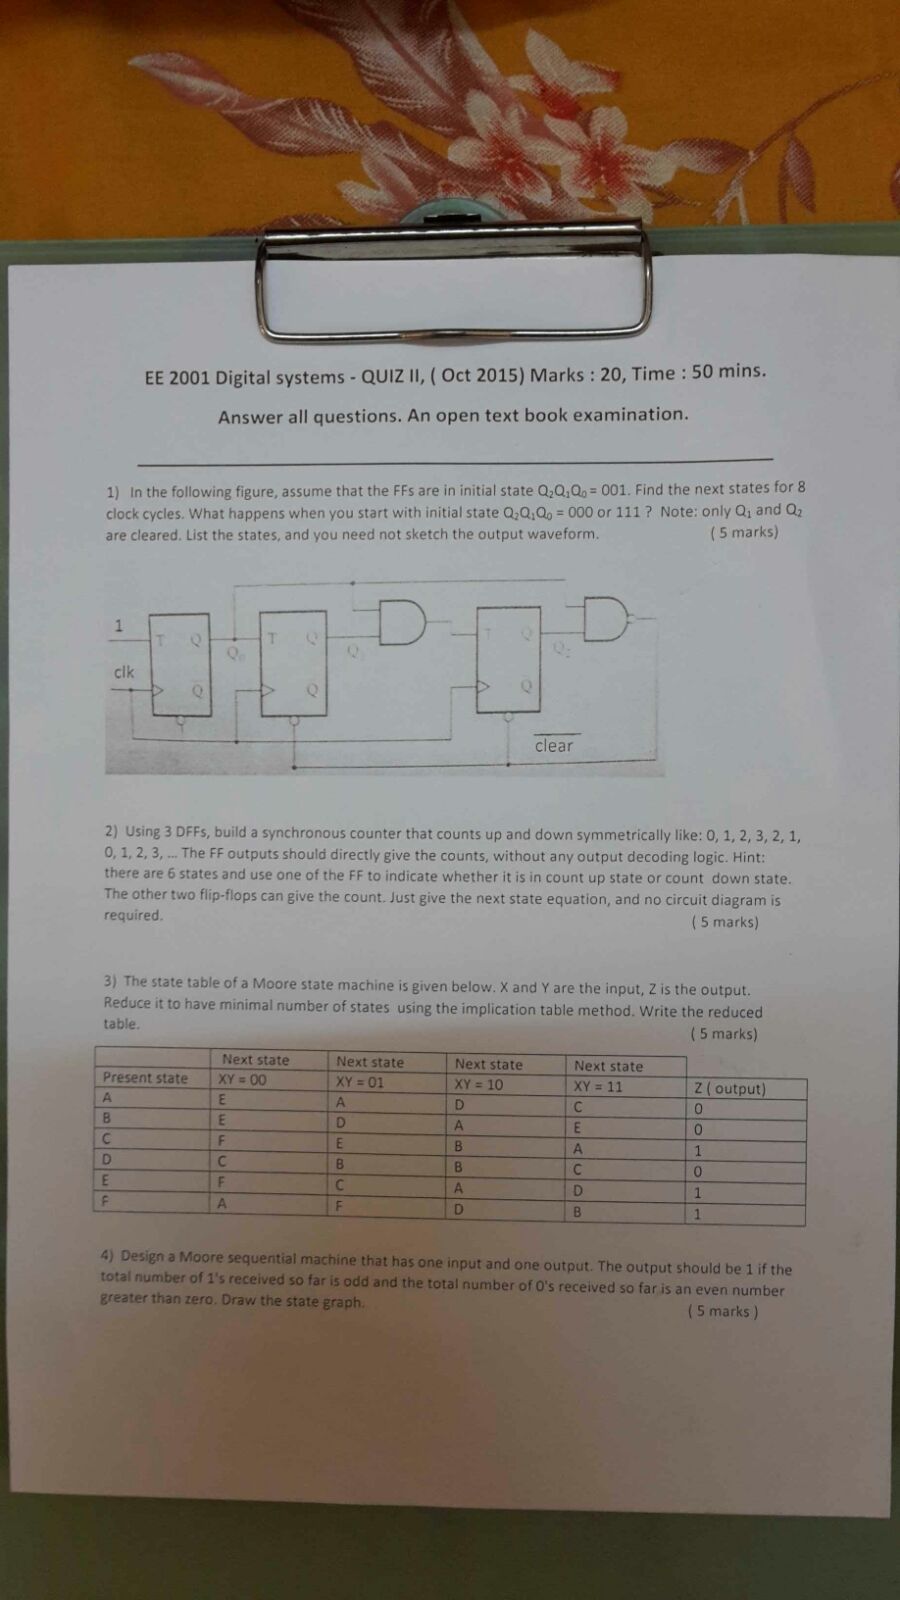 EE 2001 Digital systems - QUIZ II, ( Oct 2015) Marks : 20, Time : 50 mins.
Answer all questions. An open text book examination.
1) In the following figure, assume that the FFs are in initial state Q₂Q₁Q₀ = 001. Find the next states for 8
clock cycles. What happens when you start with initial state Q₂Q₁Q₀ = 000 or 111 ? Note: only Q₁ and Q₂
are cleared. List the states, and you need not sketch the output waveform. ( 5 marks)
1 T Q Q₀ T Q Q T Q Q₂
clk Q Q Q
clear
2) Using 3 DFFs, build a synchronous counter that counts up and down symmetrically like: 0, 1, 2, 3, 2, 1,
0, 1, 2, 3, ... The FF outputs should directly give the counts, without any output decoding logic. Hint:
there are 6 states and use one of the FF to indicate whether it is in count up state or count down state.
The other two flip-flops can give the count. Just give the next state equation, and no circuit diagram is
required. ( 5 marks)
3) The state table of a Moore state machine is given below. X and Y are the input, Z is the output.
Reduce it to have minimal number of states using the implication table method. Write the reduced
table. ( 5 marks)
Next state Next state Next state Next state
Present state XY = 00 XY = 01 XY = 10 XY = 11 Z ( output)
A E A D C 0
B E D A E 0
C F E B A 1
D C B B C 0
E F C A D 1
F A F D B 1
4) Design a Moore sequential machine that has one input and one output. The output should be 1 if the
total number of 1's received so far is odd and the total number of 0's received so far is an even number
greater than zero. Draw the state graph. ( 5 marks )